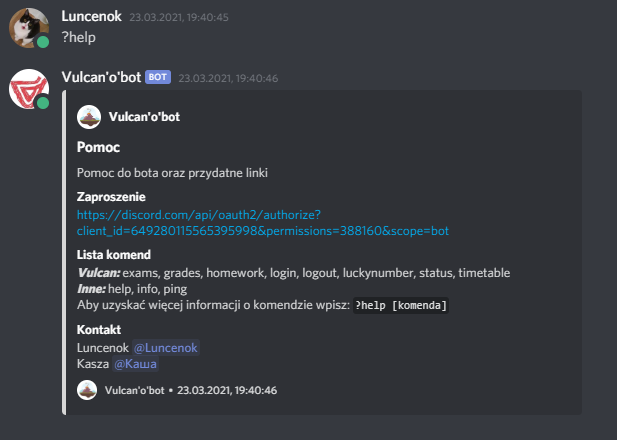 Luncenok 23.03.2021, 19:40:45
?help
Vulcan'o'bot BOT 23.03.2021, 19:40:46
Vulcan'o'bot
Pomoc
Pomoc do bota oraz przydatne linki
Zaproszenie
https://discord.com/api/oauth2/authorize?
client_id=649280115565395998&permissions=388160&scope=bot
Lista komend
Vulcan: exams, grades, homework, login, logout, luckynumber, status, timetable
Inne: help, info, ping
Aby uzyskać więcej informacji o komendzie wpisz: ?help [komenda]
Kontakt
Luncenok @Luncenok
Kasza @Каша
Vulcan'o'bot • 23.03.2021, 19:40:46